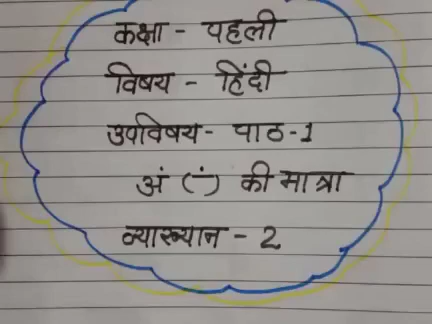 कक्षा - पहली
विषय - हिंदी
उपविषय - पाठ-1
अं (ं) की मात्रा
व्याख्यान - 2